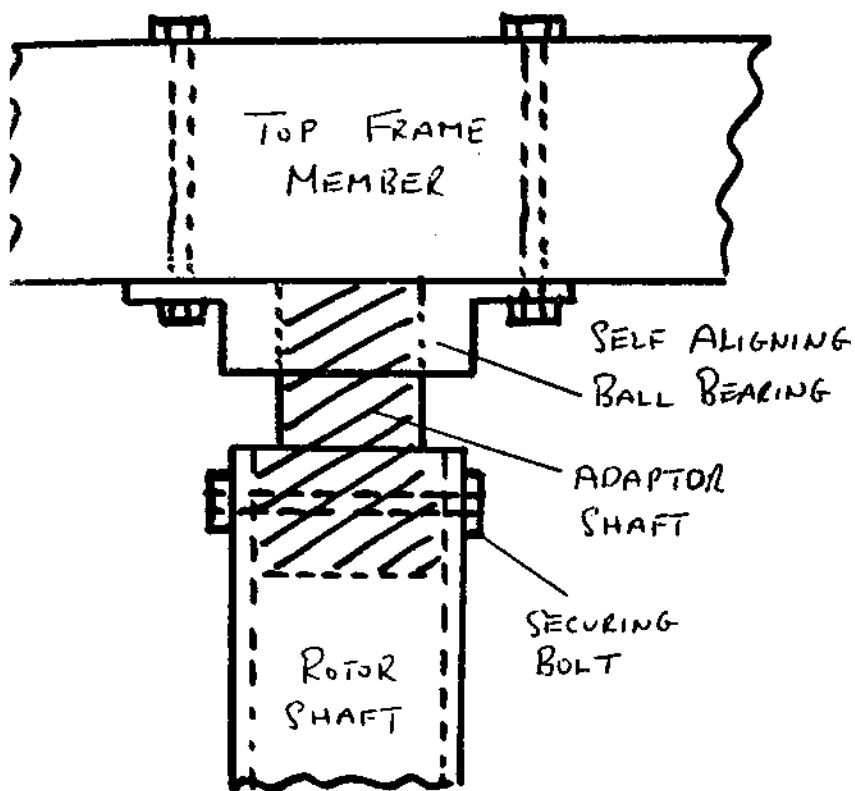 TOP FRAME
MEMBER
SELF ALIGNING
BALL BEARING
ADAPTOR
SHAFT
SECURING
BOLT
ROTOR
SHAFT